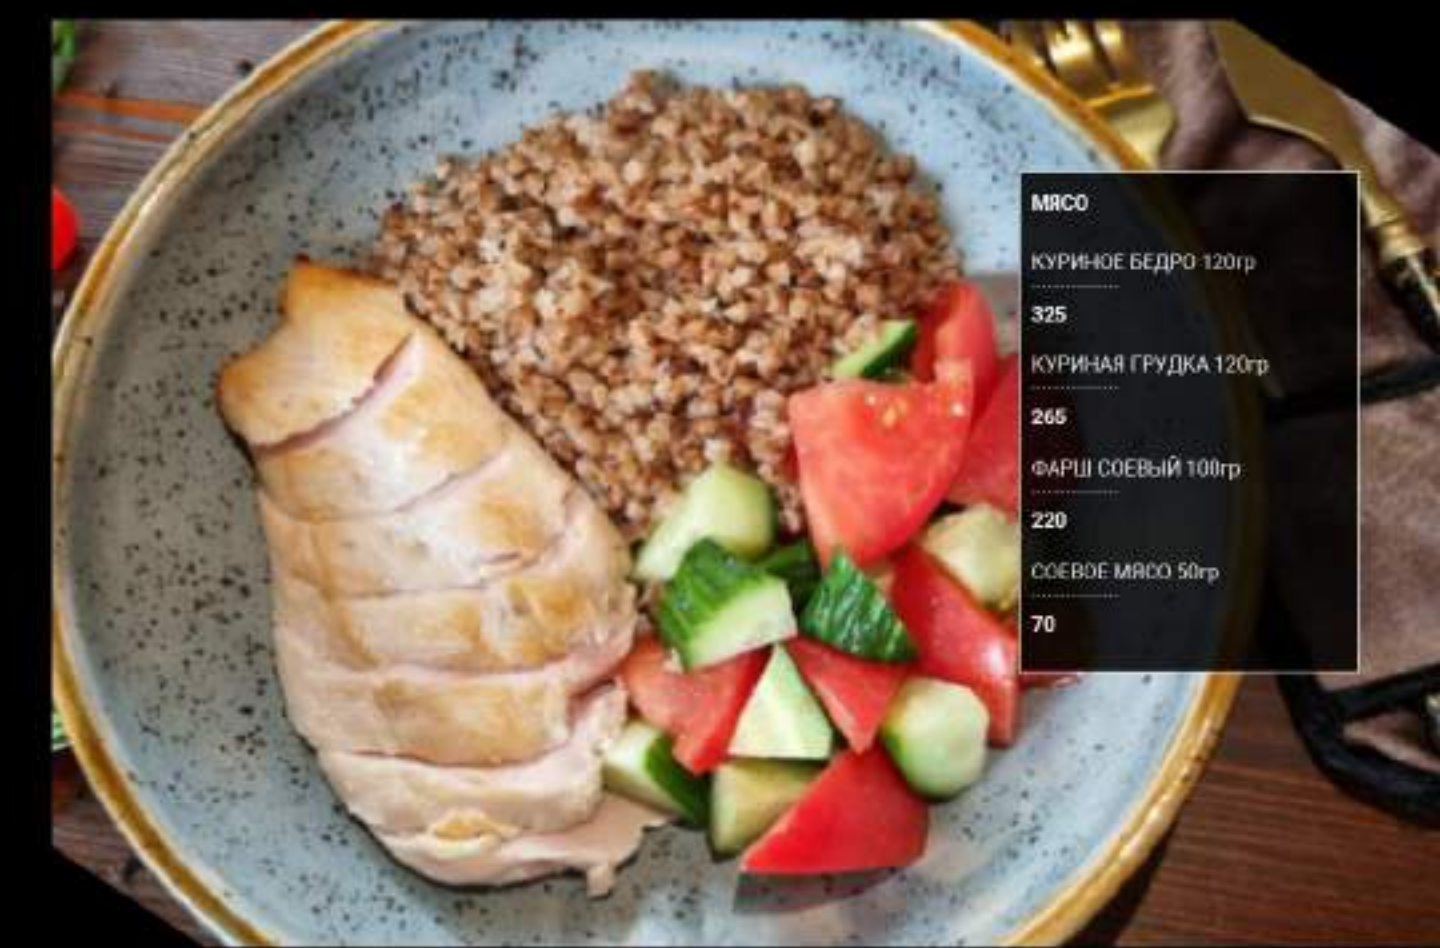 МЯСО
КУРИНОЕ БЕДРО 120гр
325
КУРИНАЯ ГРУДКА 120гр
265
ФАРШ СОЕВЫЙ 100гр
220
СОЕВОЕ МЯСО 50гр
70